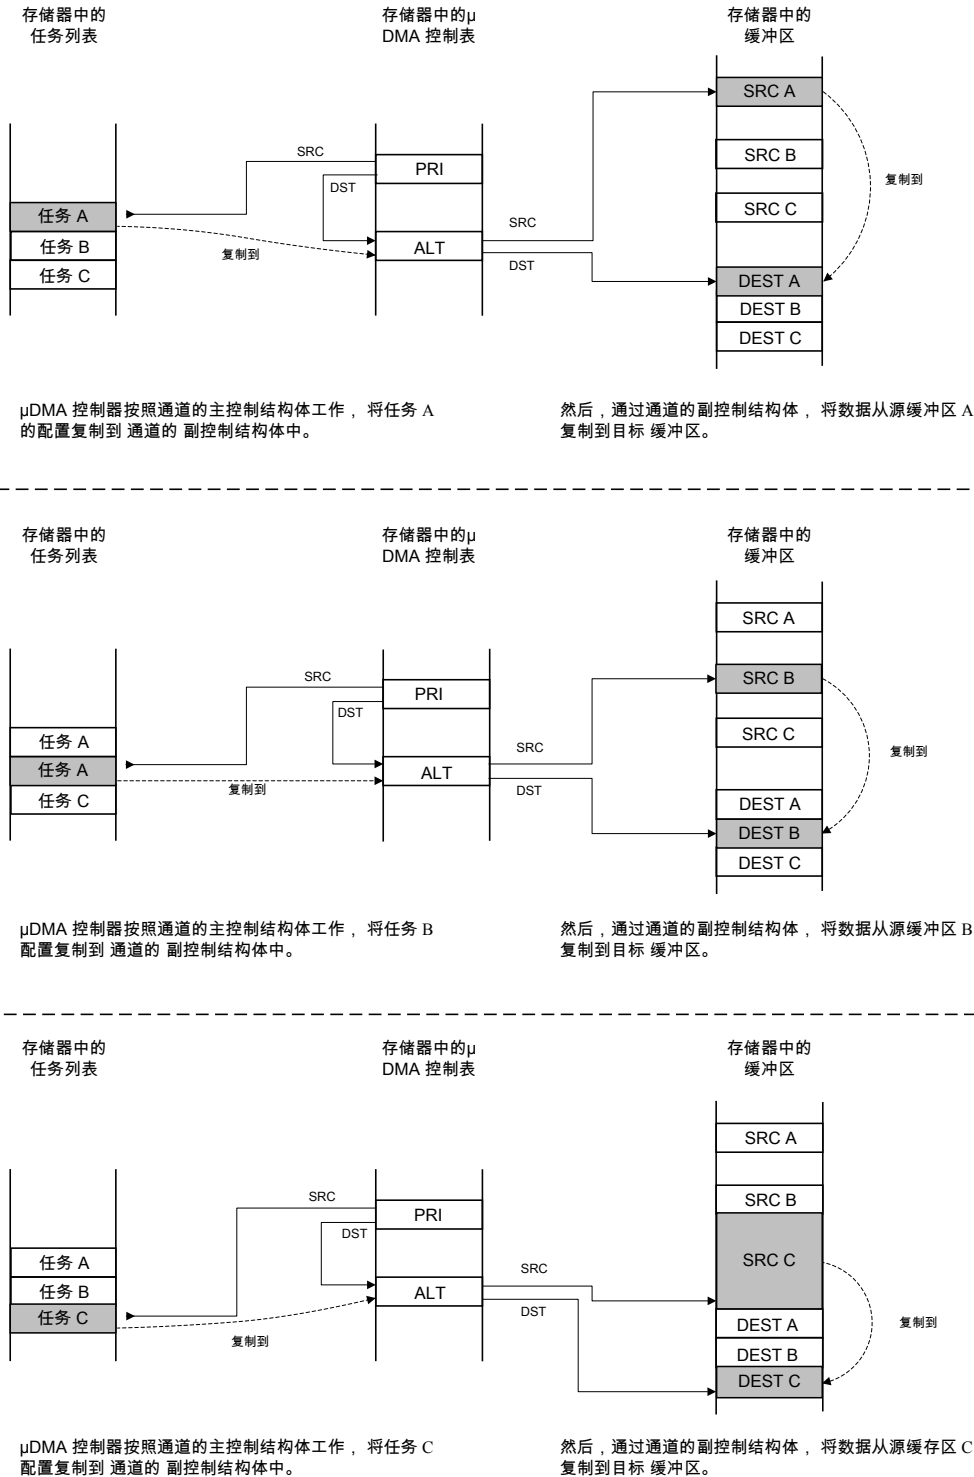 存储器中的
任务列表
存储器中的μ
DMA 控制表
存储器中的
缓冲区
SRC A
SRC B
SRC C
DEST A
DEST B
DEST C
PRI
ALT
SRC
DST
SRC
DST
任务 A
任务 B
任务 C
复制到
复制到
μDMA 控制器按照通道的主控制结构体工作， 将任务 A
的配置复制到 通道的 副控制结构体中。
然后，通过通道的副控制结构体， 将数据从源缓冲区 A
复制到目标 缓冲区。
存储器中的
任务列表
存储器中的μ
DMA 控制表
存储器中的
缓冲区
SRC A
SRC B
SRC C
DEST A
DEST B
DEST C
PRI
ALT
SRC
DST
SRC
DST
任务 A
任务 A
任务 C
复制到
复制到
μDMA 控制器按照通道的主控制结构体工作， 将任务 B
配置复制到 通道的 副控制结构体中。
然后，通过通道的副控制结构体， 将数据从源缓冲区 B
复制到目标 缓冲区。
存储器中的
任务列表
存储器中的μ
DMA 控制表
存储器中的
缓冲区
SRC A
SRC B
SRC C
DEST A
DEST B
DEST C
PRI
ALT
SRC
DST
SRC
DST
任务 A
任务 B
任务 C
复制到
复制到
μDMA 控制器按照通道的主控制结构体工作， 将任务 C
配置复制到 通道的 副控制结构体中。
然后，通过通道的副控制结构体， 将数据从源缓存区 C
复制到目标 缓冲区。